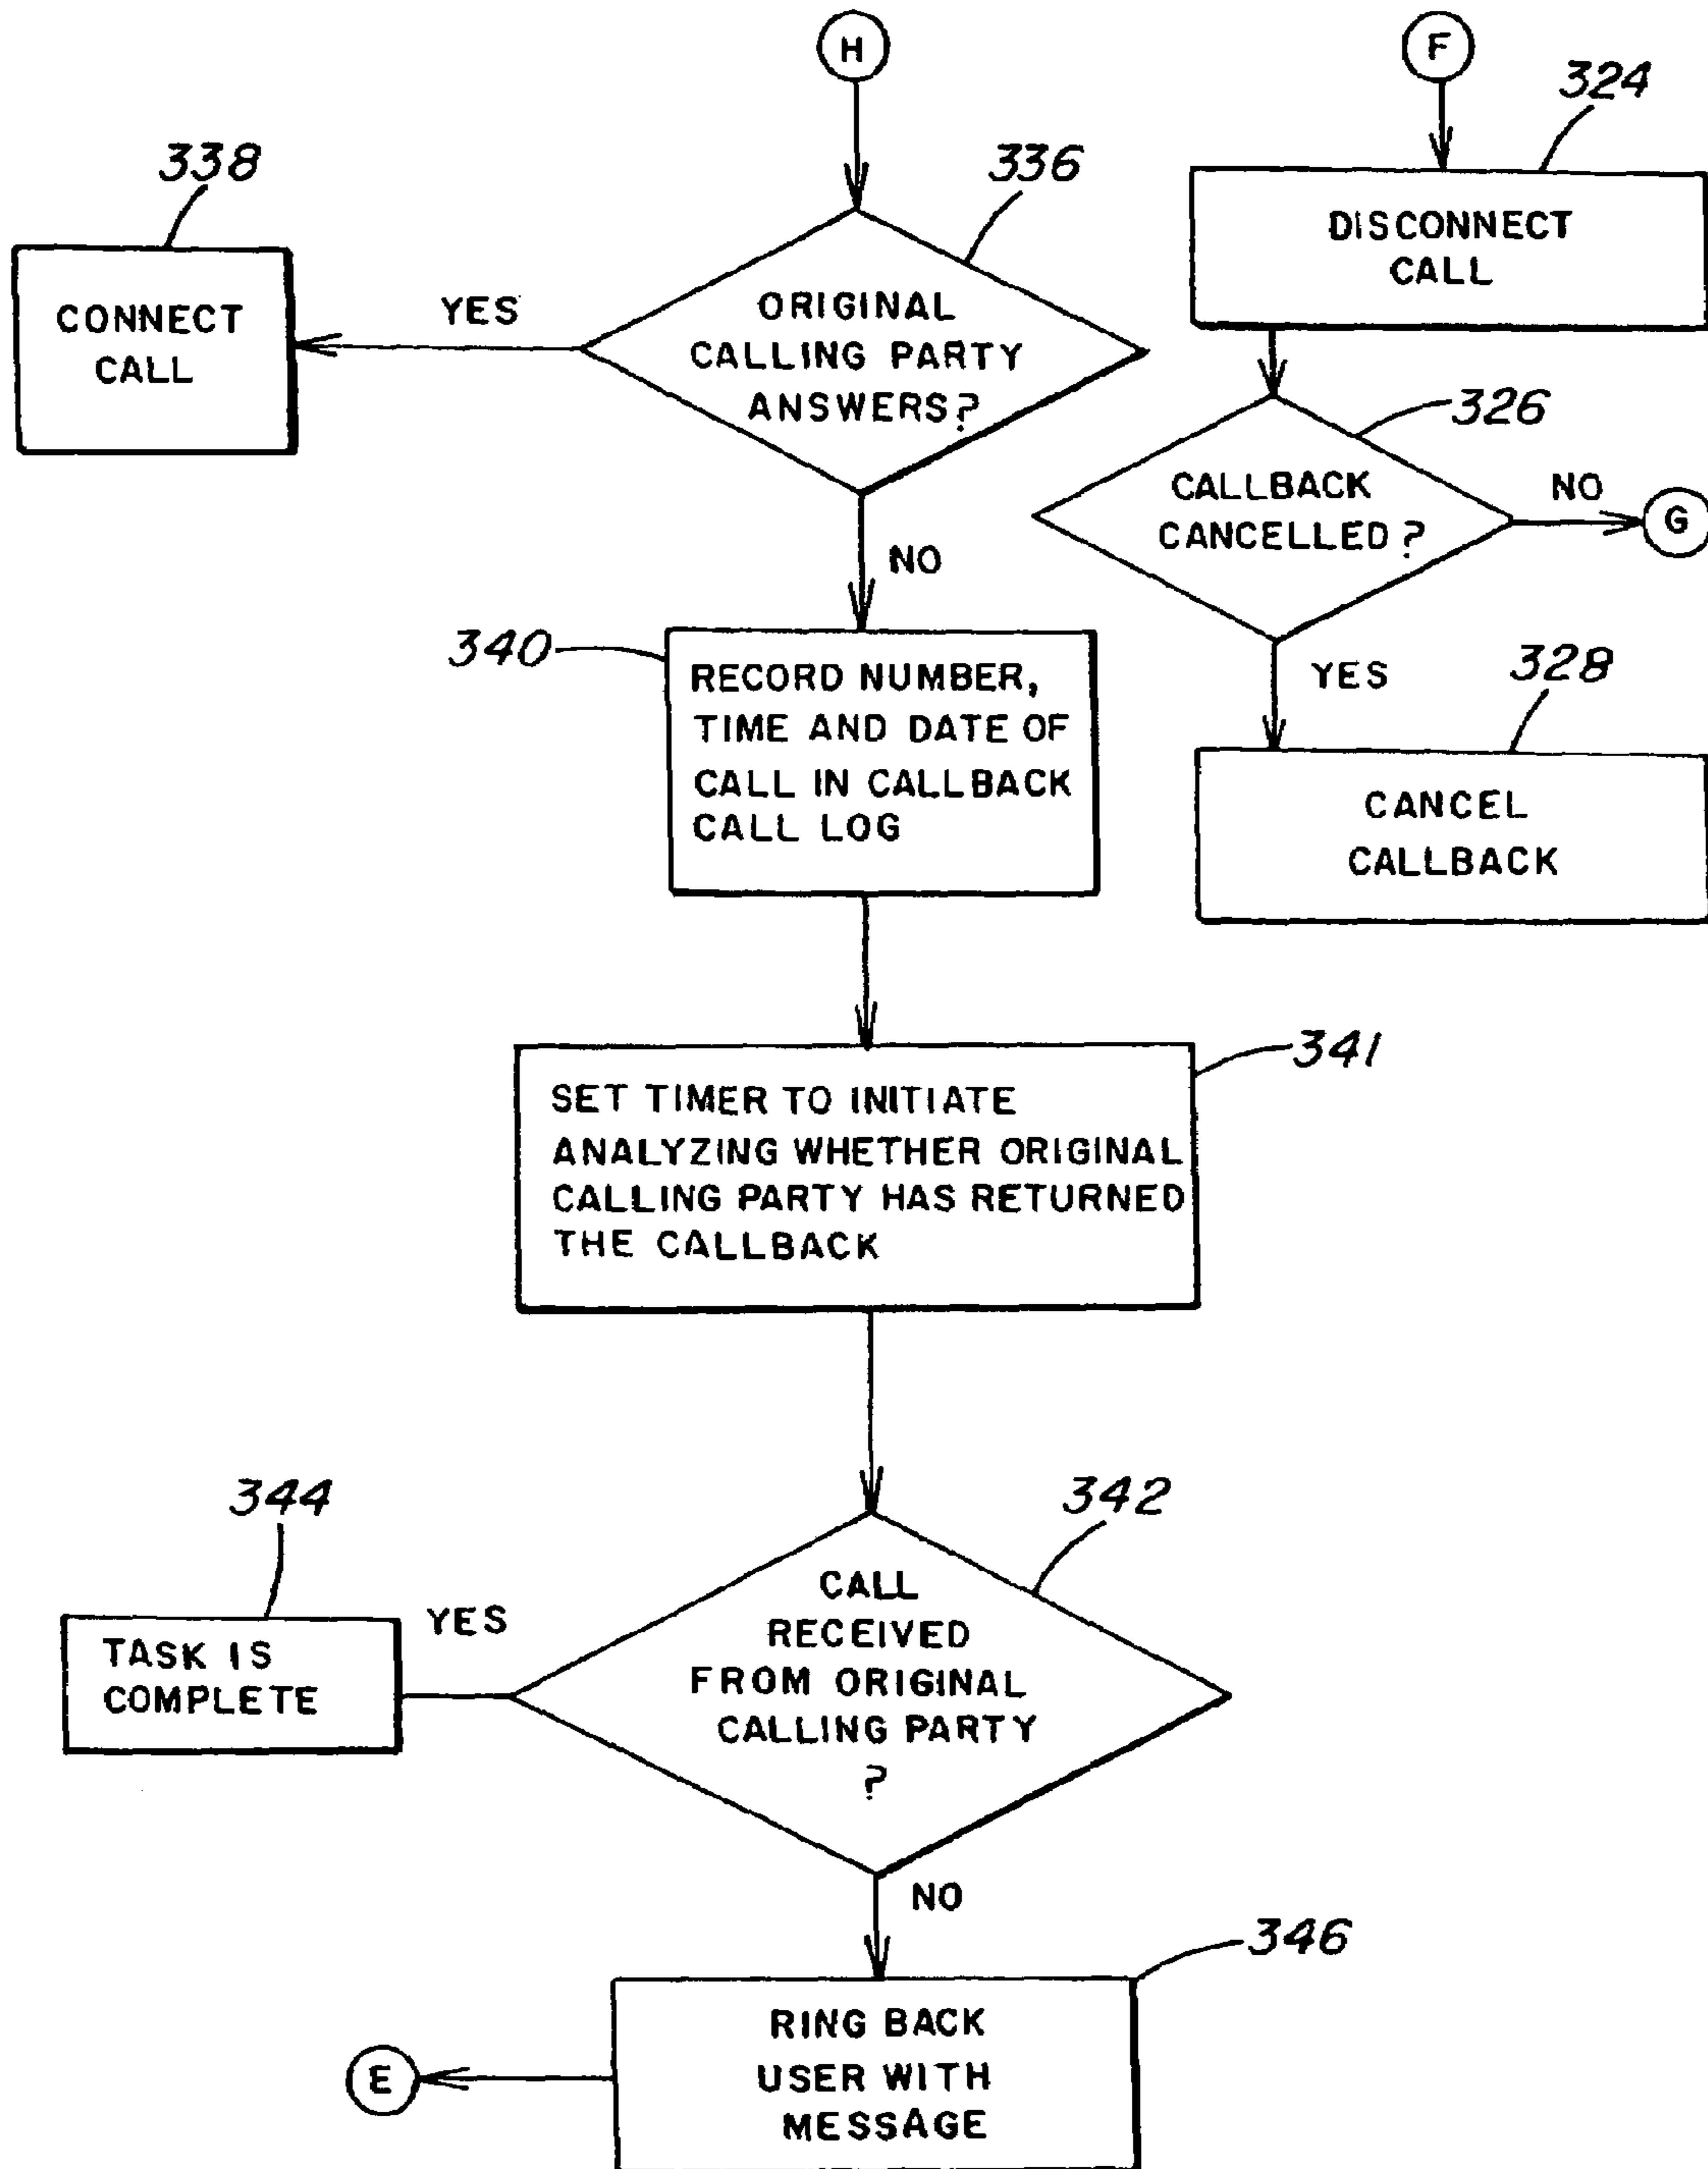 H
F
324
338
336
DISCONNECT
CALL
CONNECT
CALL
YES
ORIGINAL
CALLING PARTY
ANSWERS?
326
CALLBACK
CANCELLED?
NO
G
NO
340
RECORD NUMBER,
TIME AND DATE OF
CALL IN CALLBACK
CALL LOG
YES
328
CANCEL
CALLBACK
341
SET TIMER TO INITIATE
ANALYZING WHETHER ORIGINAL
CALLING PARTY HAS RETURNED
THE CALLBACK
344
342
YES
TASK IS
COMPLETE
CALL
RECEIVED
FROM ORIGINAL
CALLING PARTY
?
NO
346
RING BACK
USER WITH
MESSAGE
E